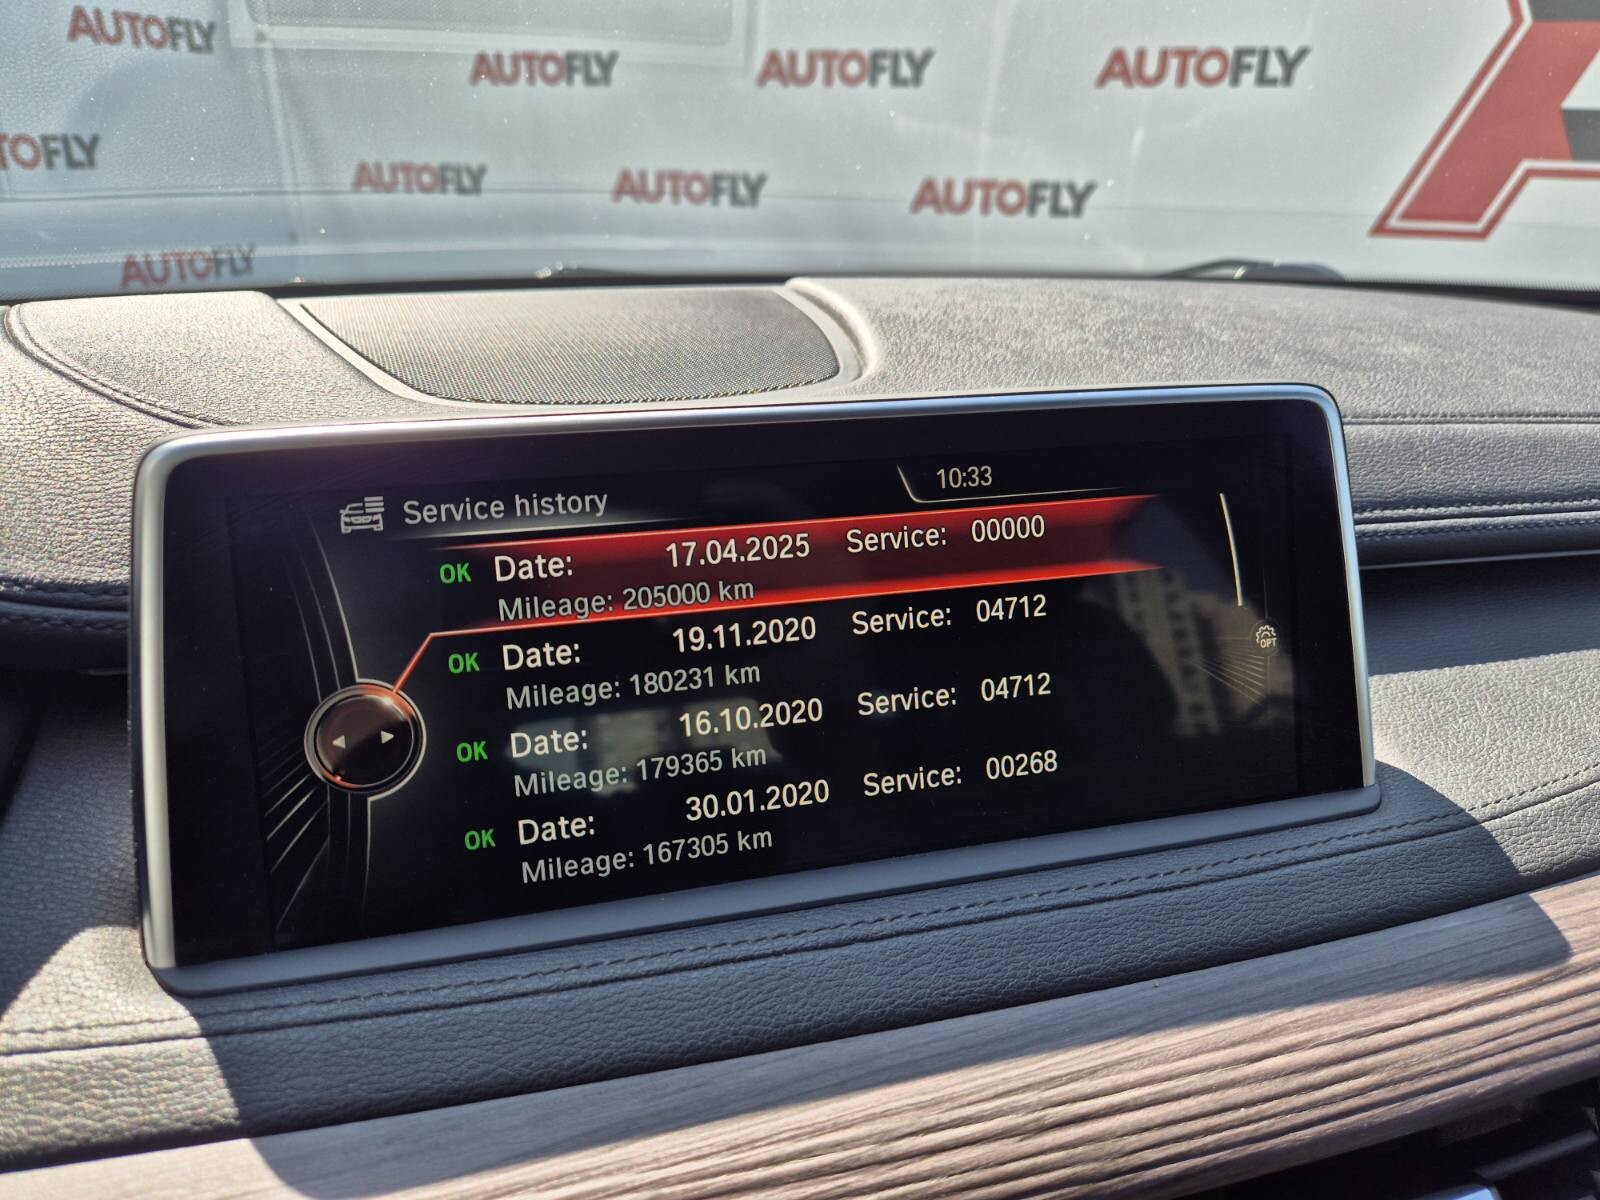 AUTOFLY
AUTOFLY AUTOFLY AUTOFLY
TOFLY
AUTOFLY AUTOFLY AUTOFLY
AUTOFLY
Service history 10:33
OK Date: 17.04.2025 Service: 00000
Mileage: 205000 km
OK Date: 19.11.2020 Service: 04712
Mileage: 180231 km
OK Date: 16.10.2020 Service: 04712
Mileage: 179365 km
OK Date: 30.01.2020 Service: 00268
Mileage: 167305 km
OPT